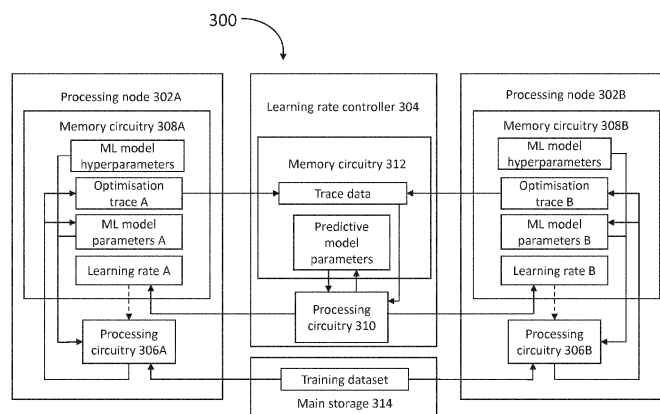 300
Processing node 302A
Memory circuitry 308A
ML model
hyperparameters
Optimisation
trace A
ML model
parameters A
Learning rate A
Processing
circuitry 306A
Learning rate controller 304
Memory circuitry 312
Trace data
Predictive
model
parameters
Processing
circuitry 310
Training dataset
Main storage 314
Processing node 302B
Memory circuitry 308B
ML model
hyperparameters
Optimisation
trace B
ML model
parameters B
Learning rate B
Processing
circuitry 306B